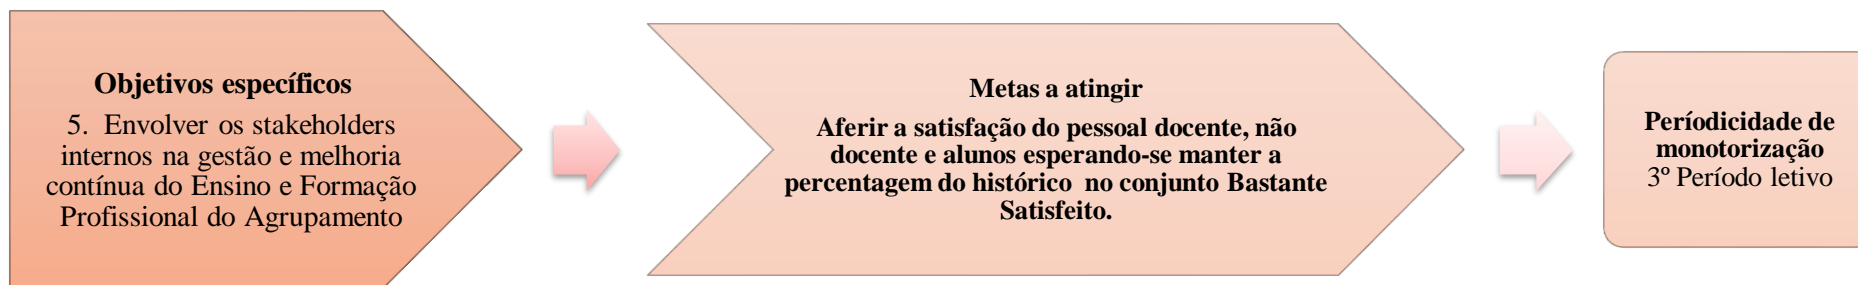 Objetivos específicos
5. Envolver os stakeholders
internos na gestão e melhoria
contínua do Ensino e Formação
Profissional do Agrupamento
Metas a atingir
Aferir a satisfação do pessoal docente, não
docente e alunos esperando-se manter a
percentagem do histórico no conjunto Bastante
Satisfeito.
Períodicidade de
monotorização
3º Período letivo